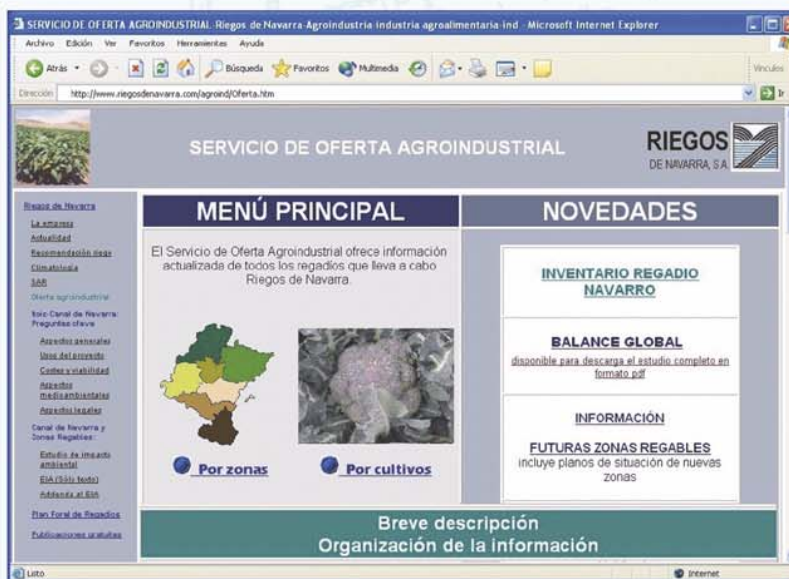 SERVICIO DE OFERTA AGROINDUSTRIAL-Riegos de Navarra-Agroindustria-industria agroalimentaria-ind - Microsoft Internet Explorer
Archivo Edición Ver Favoritos Herramientas Ayuda
Atrás Búsqueda Favoritos Multimedia Vínculos
Dirección http://www.riegosdenavarra.com/agroind/Oferta.htm Ir
SERVICIO DE OFERTA AGROINDUSTRIAL
RIEGOS
DE NAVARRA, S.A.
Riegos de Navarra
La empresa
Actualidad
Recomendación riego
Climatología
SAR
Oferta agroindustrial
Canal de Navarra:
Preguntas clave
Aspectos generales
Usos del proyecto
Costes y viabilidad
Aspectos
medioambientales
Aspectos legales
Canal de Navarra y
Zonas Regables:
Estudio de impacto
ambiental
EIA (Sólo texto)
Addenda al EIA
Plan Foral de Regadíos
Publicaciones gratuitas
MENÚ PRINCIPAL
El Servicio de Oferta Agroindustrial ofrece información
actualizada de todos los regadíos que lleva a cabo
Riegos de Navarra.
Por zonas
Por cultivos
NOVEDADES
INVENTARIO REGADIO
NAVARRO
BALANCE GLOBAL
disponible para descarga el estudio completo en
formato pdf
INFORMACIÓN
FUTURAS ZONAS REGABLES
incluye planos de situación de nuevas
zonas
Breve descripción
Organización de la información
Listo
Internet